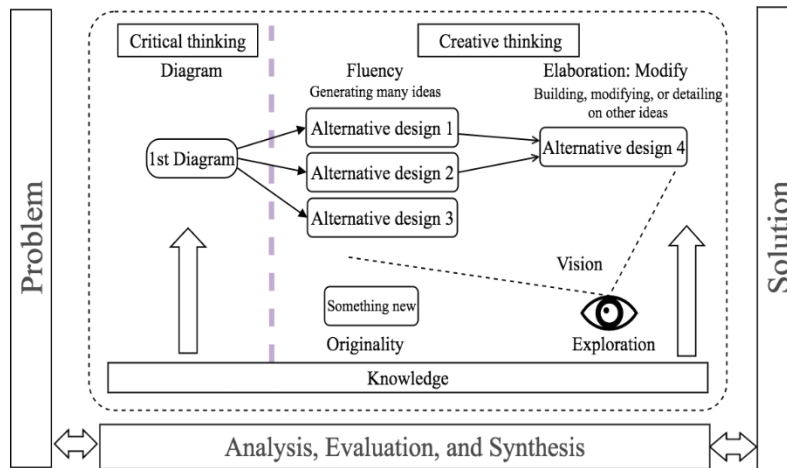 Problem
Critical thinking
Creative thinking
Diagram
Fluency
Generating many ideas
Elaboration: Modify
Building, modifying, or detailing
on other ideas
1st Diagram
Alternative design 1
Alternative design 2
Alternative design 3
Alternative design 4
Vision
Something new
Originality
Exploration
Knowledge
Solution
Analysis, Evaluation, and Synthesis